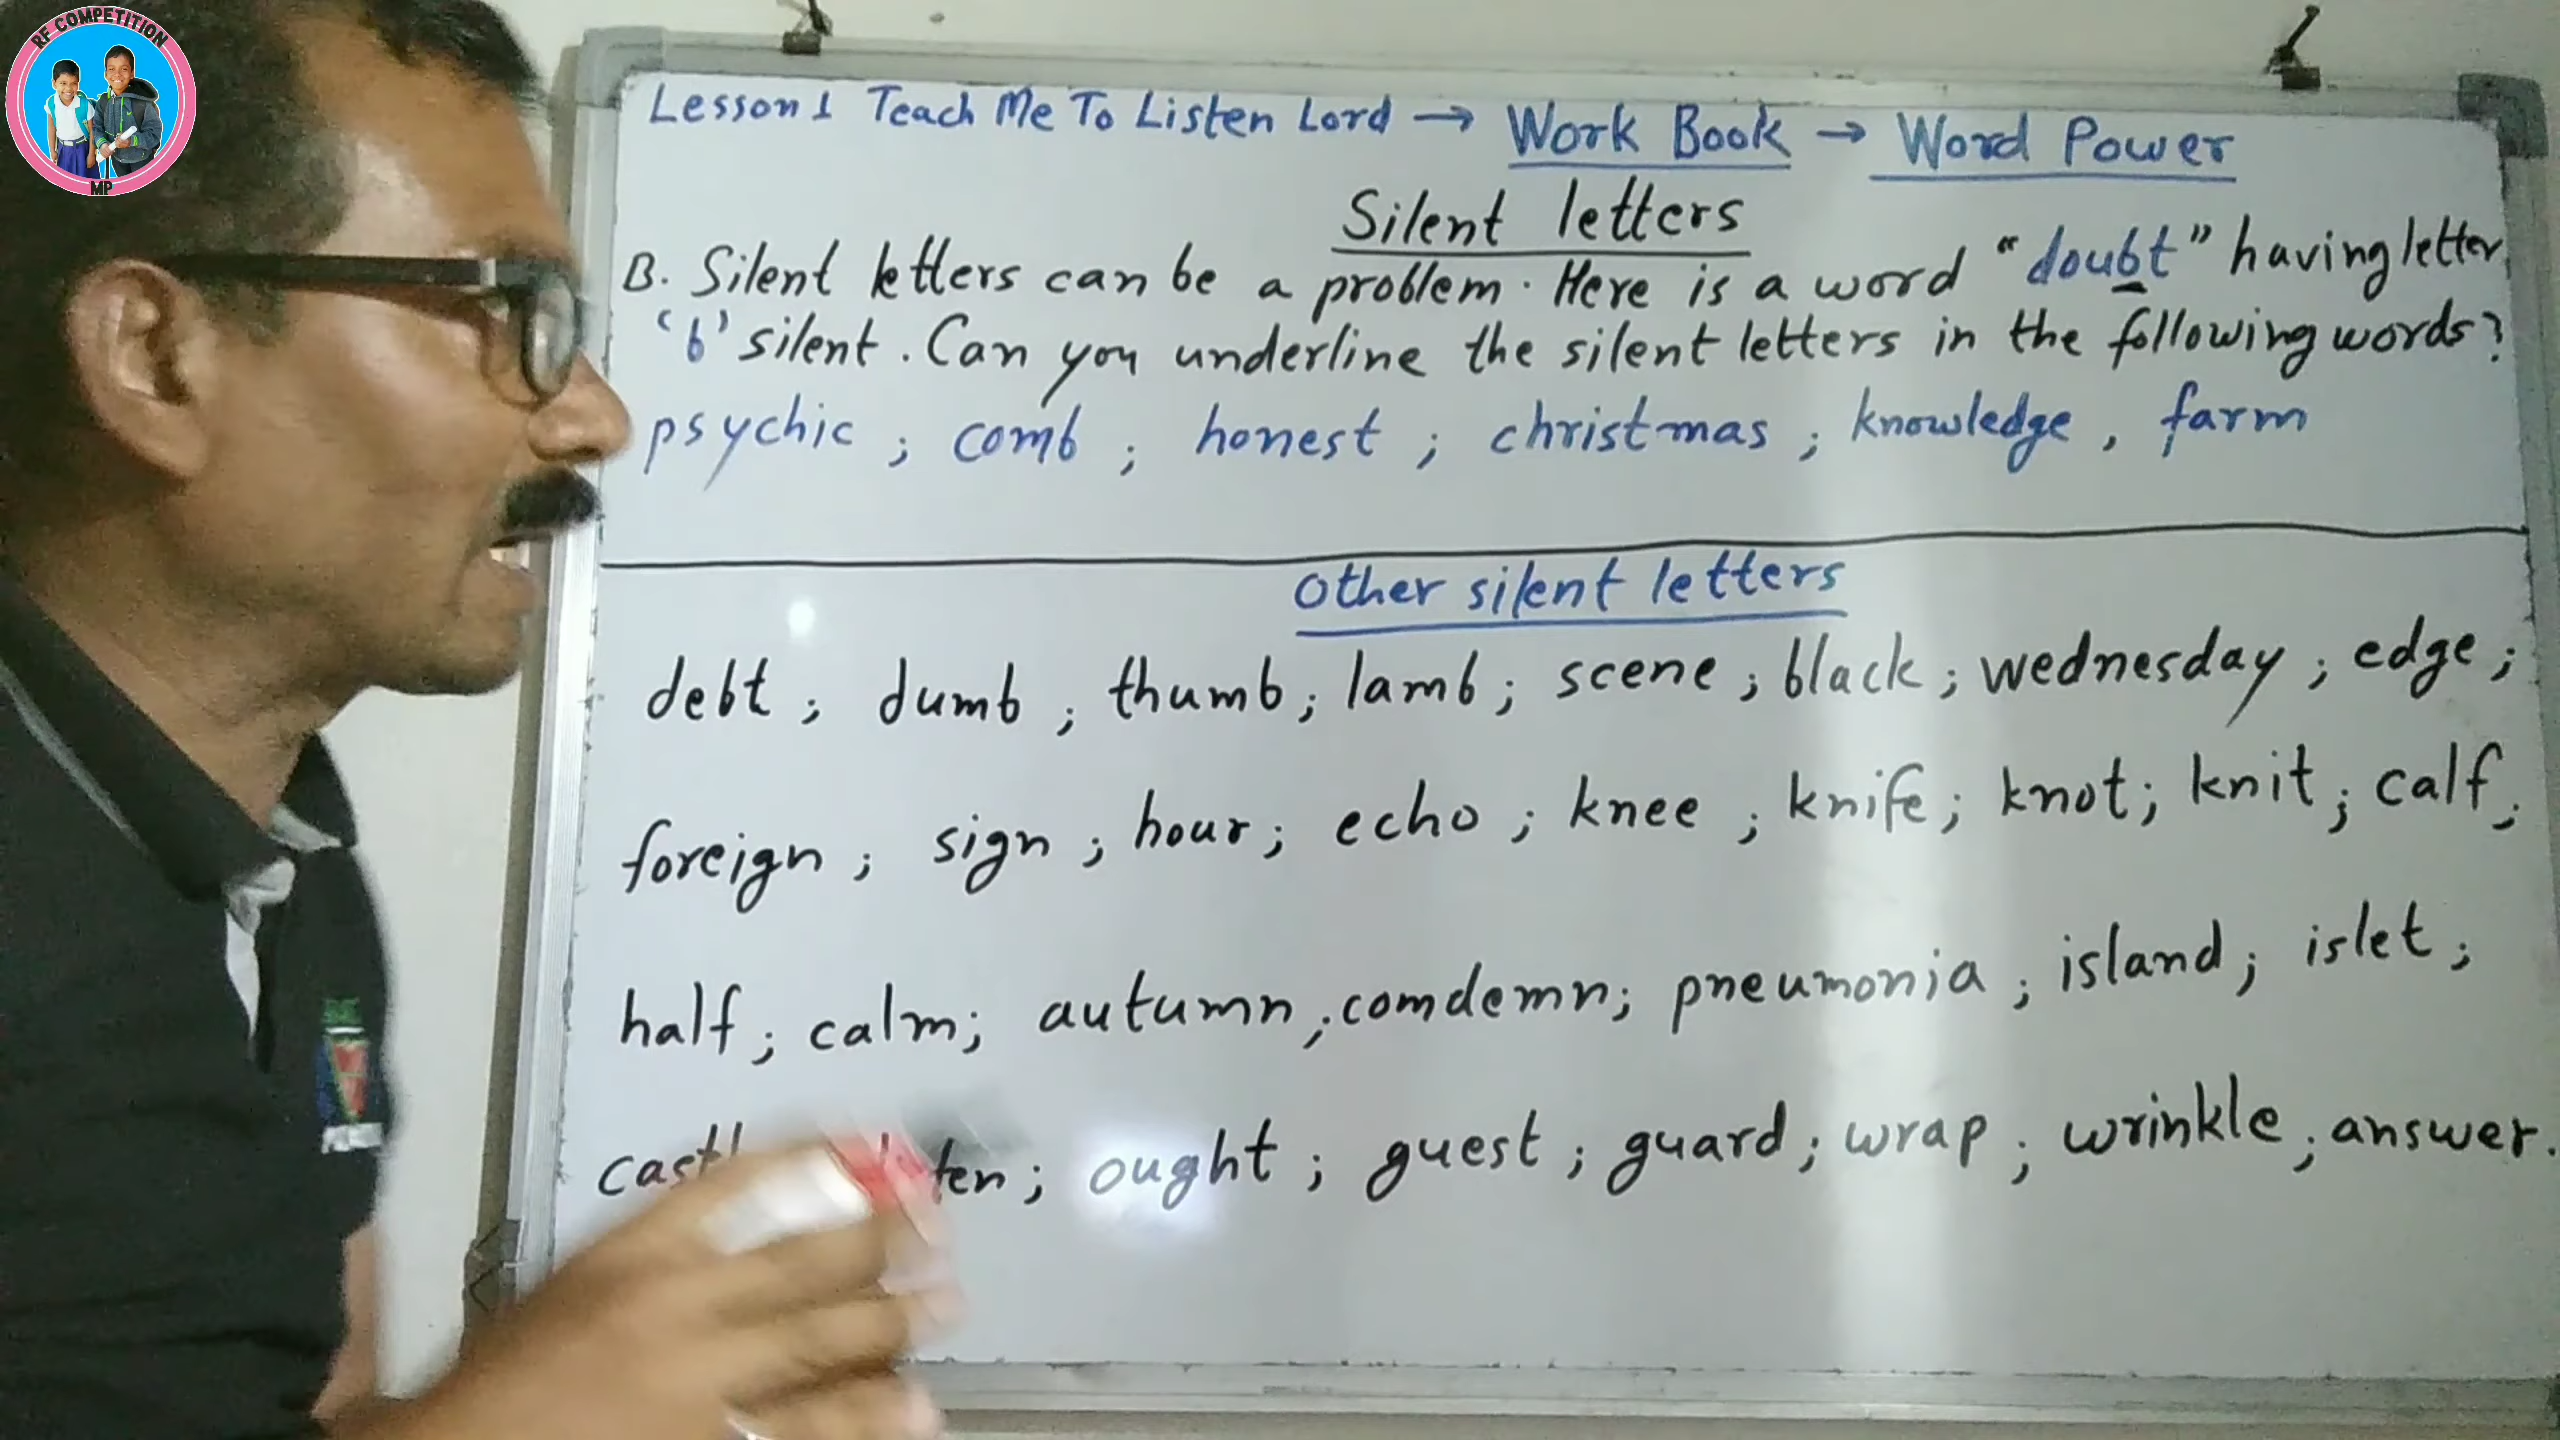 RF COMPETITION
MP
Lesson 1 Teach Me To Listen Lord → Work Book → Word Power
Silent letters
B. Silent letters can be a problem. Here is a word "doubt" having letter
'b' silent. Can you underline the silent letters in the following words?
psychic ; comb ; honest ; christmas ; knowledge , farm
Other silent letters
debt ; dumb ; thumb ; lamb ; scene ; black ; wednesday ; edge ;
foreign ; sign ; hour ; echo ; knee ; knife ; knot ; knit ; calf ;
half ; calm ; autumn ; comdemn ; pneumonia ; island ; islet ;
ought ; guest ; guard ; wrap ; wrinkle ; answer.